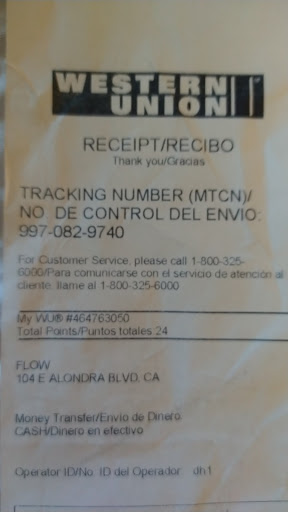 WESTERN
UNION
RECEIPT/RECIBO
Thank you/Gracias
TRACKING NUMBER (MTCN)/
NO. DE CONTROL DEL ENVIO:
997-082-9740
For Customer Service, please call 1-800-325-
6000/Para comunicarse con el servicio de atención al
cliente, llame al 1-800-325-6000
My WU® #464763050
Total Points/Puntos totales 24
FLOW
104 E ALONDRA BLVD, CA
Money Transfer/Envío de Dinero
CASH/Dinero en efectivo
Operator ID/No. ID del Operador dh1